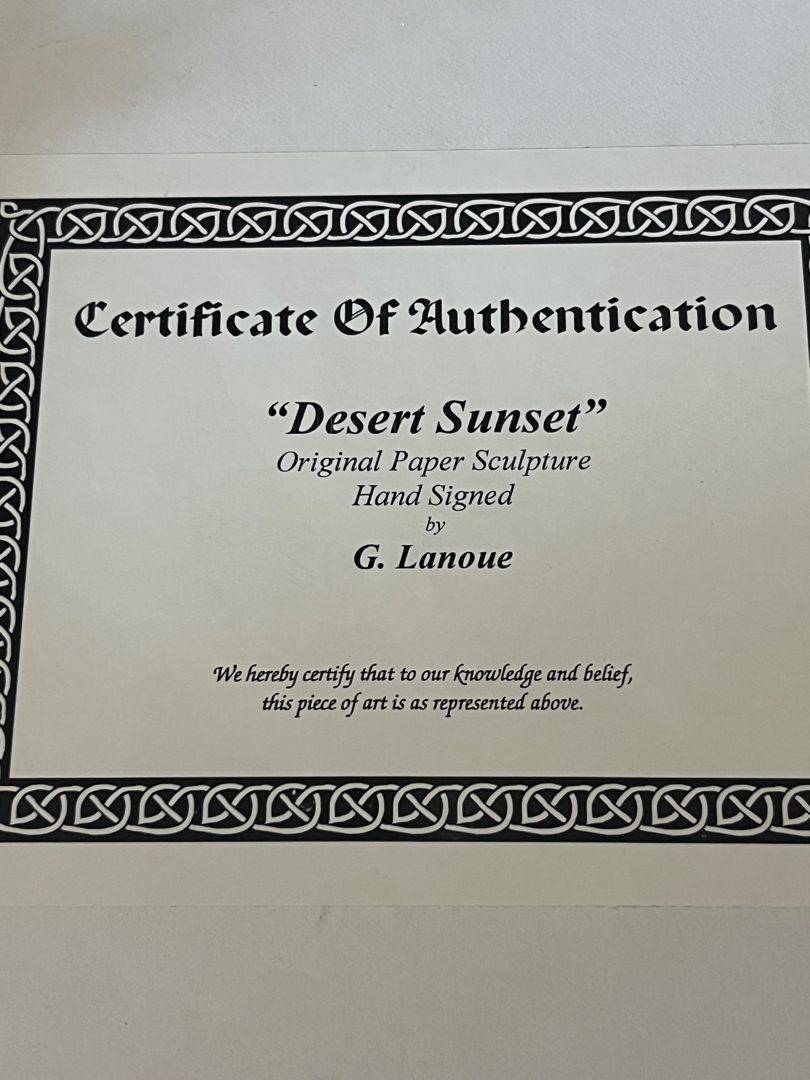 Certificate Of Authentication
“Desert Sunset”
Original Paper Sculpture
Hand Signed
by
G. Lanoue
We hereby certify that to our knowledge and belief,
this piece of art is as represented above.